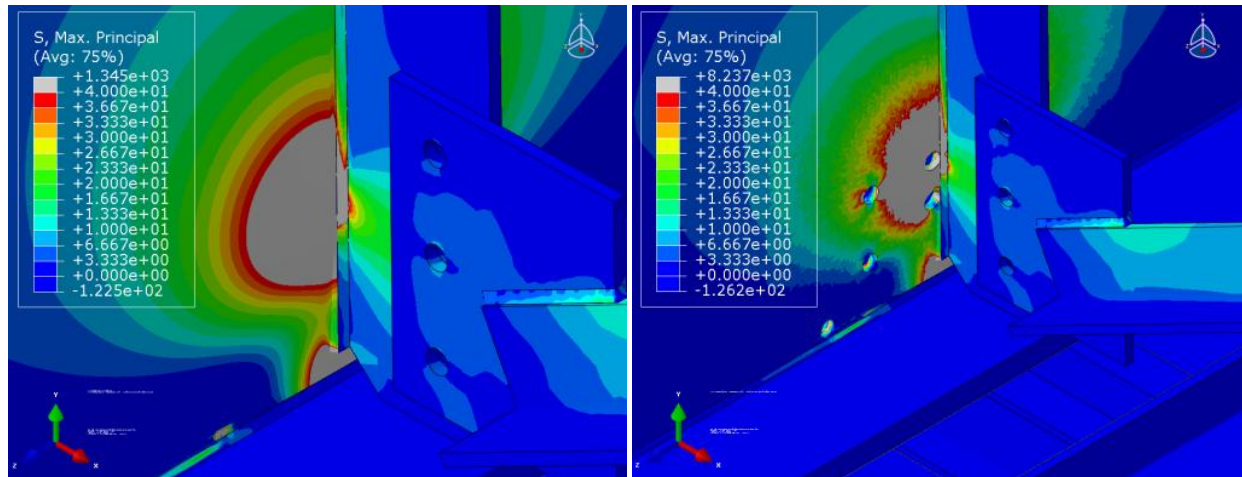 S, Max. Principal
(Avg: 75%)
+1.345e+03
+4.000e+01
+3.667e+01
+3.333e+01
+3.000e+01
+2.667e+01
+2.333e+01
+2.000e+01
+1.667e+01
+1.333e+01
+1.000e+01
+6.667e+00
+3.333e+00
+0.000e+00
-1.225e+02
Y
Z
X
Y
Z
X
S, Max. Principal
(Avg: 75%)
+8.237e+03
+4.000e+01
+3.667e+01
+3.333e+01
+3.000e+01
+2.667e+01
+2.333e+01
+2.000e+01
+1.667e+01
+1.333e+01
+1.000e+01
+6.667e+00
+3.333e+00
+0.000e+00
-1.262e+02
Y
Z
X
Y
Z
X